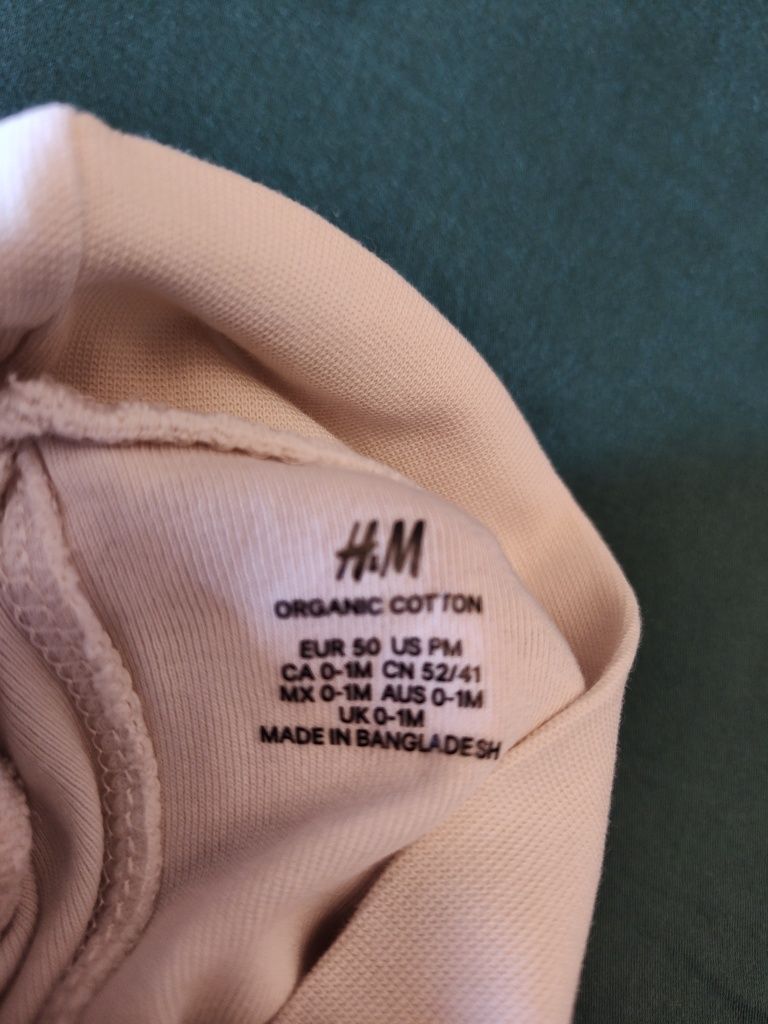 H&M
ORGANIC COTTON
EUR 50 US PM
CA 0-1M CN 52/41
MX 0-1M AUS 0-1M
UK 0-1M
MADE IN BANGLADESH